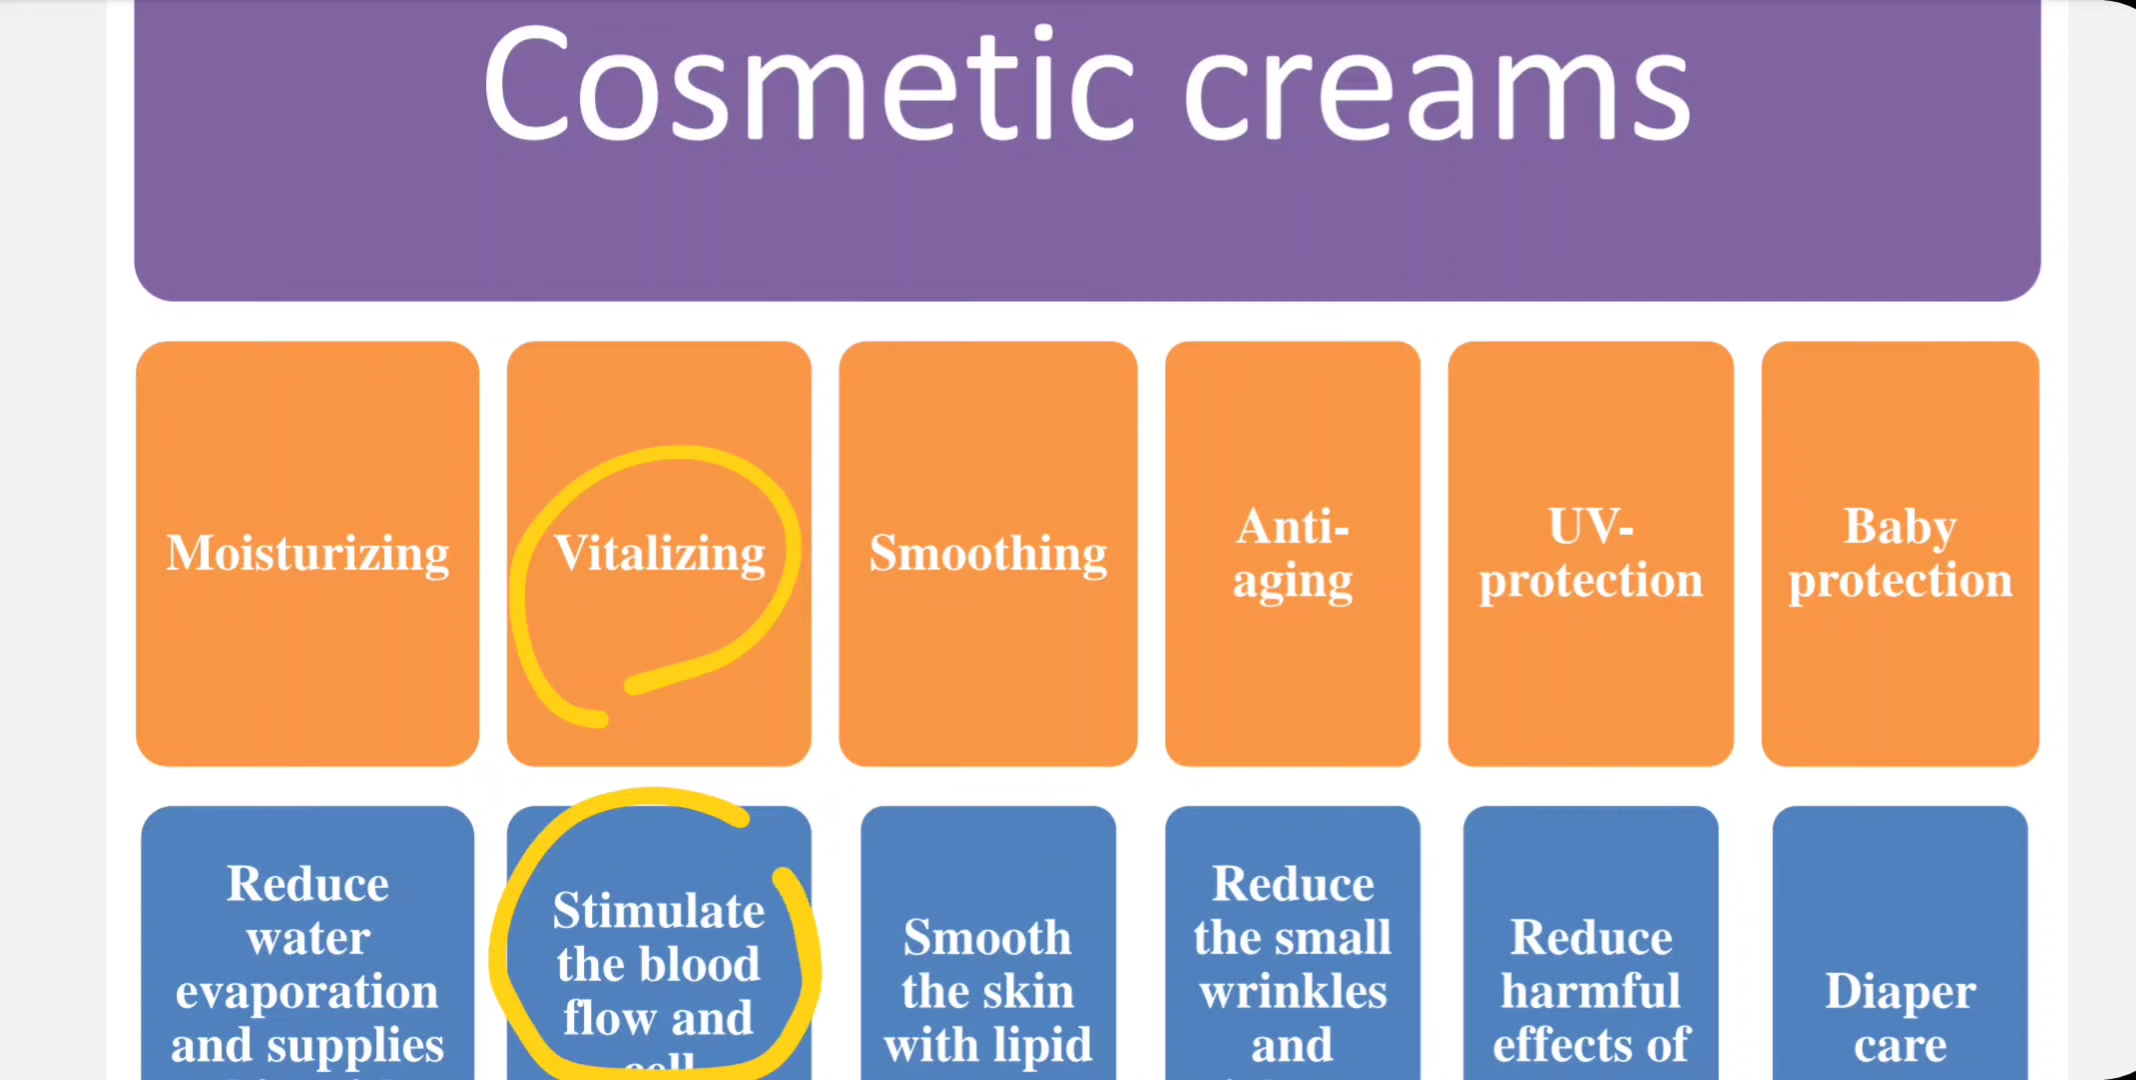 Cosmetic creams
Moisturizing
Vitalizing
Smoothing
Anti-
aging
UV-
protection
Baby
protection
Reduce
water
evaporation
and supplies
Stimulate
the blood
flow and
cell
Smooth
the skin
with lipid
Reduce
the small
wrinkles
and
Reduce
harmful
effects of
Diaper
care